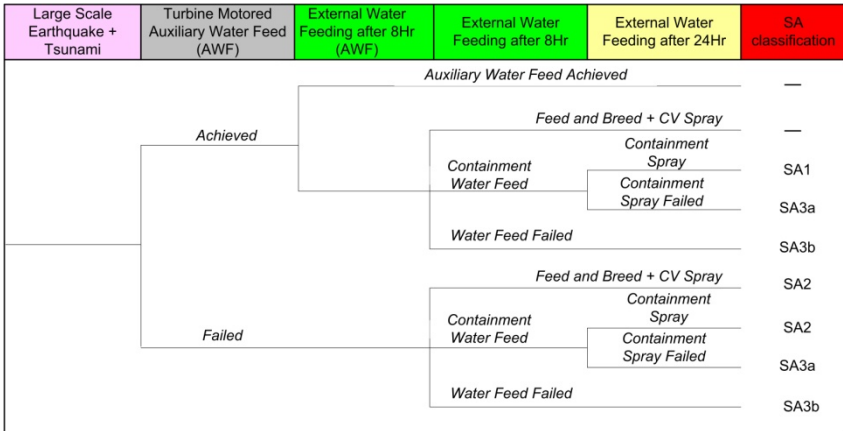 Large Scale
Earthquake +
Tsunami
Turbine Motored
Auxiliary Water Feed
(AWF)
External Water
Feeding after 8Hr
(AWF)
External Water
Feeding after 8Hr
External Water
Feeding after 24Hr
SA
classification
Auxiliary Water Feed Achieved
—
Feed and Breed + CV Spray
—
Achieved
Containment
Spray
SA1
Containment
Water Feed
Containment
Spray Failed
SA3a
Water Feed Failed
SA3b
Feed and Breed + CV Spray
SA2
Containment
Spray
SA2
Failed
Containment
Water Feed
Containment
Spray Failed
SA3a
Water Feed Failed
SA3b